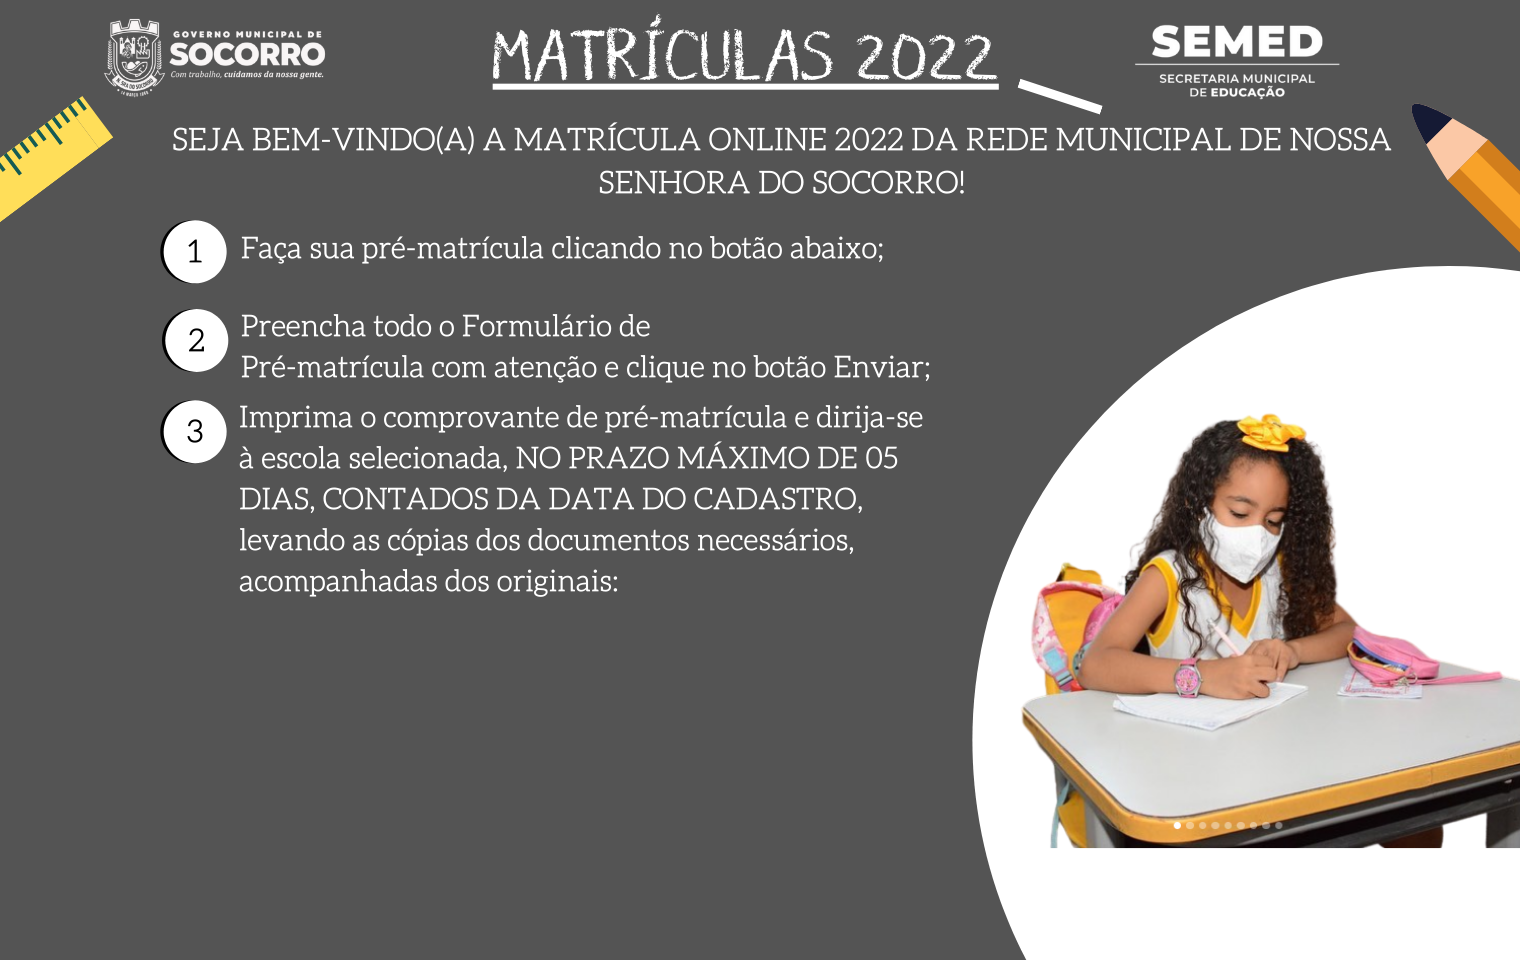 GOVERNO MUNICIPAL DE
SOCORRO
Com trabalho, cuidamos da nossa gente.
MATRÍCULAS 2022
SEMED
SECRETARIA MUNICIPAL
DE EDUCAÇÃO
SEJA BEM-VINDO(A) A MATRÍCULA ONLINE 2022 DA REDE MUNICIPAL DE NOSSA
SENHORA DO SOCORRO!
1 Faça sua pré-matrícula clicando no botão abaixo;
2 Preencha todo o Formulário de
Pré-matrícula com atenção e clique no botão Enviar;
3 Imprima o comprovante de pré-matrícula e dirija-se
à escola selecionada, NO PRAZO MÁXIMO DE 05
DIAS, CONTADOS DA DATA DO CADASTRO,
levando as cópias dos documentos necessários,
acompanhadas dos originais: